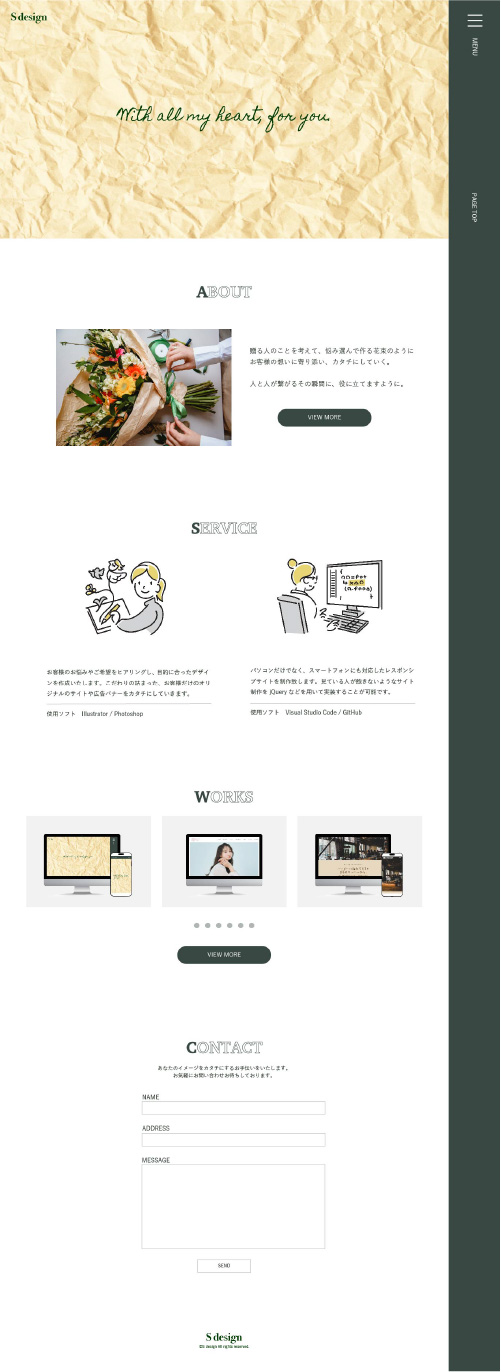 S design
MENU
With all my heart, for you.
PAGE TOP
ABOUT
贈る人のことを考えて、悩み選んで作る花束のように
お客様の想いに寄り添い、カタチにしていく。
人と人が繋がるその瞬間に、役に立てますように。
VIEW MORE
SERVICE
お客様のお悩みやご希望をヒアリングし、目的に合ったデザイ
ンを作成いたします。こだわりの詰まった、お客様だけのオリ
ジナルのサイトや広告バナーをカタチにしていきます。
使用ソフト Illustrator / Photoshop
パソコンだけでなく、スマートフォンにも対応したレスポンシ
ブサイトを制作致します。見ている人が飽きないようなサイト
制作を jQuery などを用いて実装することが可能です。
使用ソフト Visual Studio Code / GitHub
WORKS
VIEW MORE
CONTACT
あなたのイメージをカタチにするお手伝いをいたします。
お気軽にお問い合わせお待ちしております。
NAME
ADDRESS
MESSAGE
SEND
S design
©S design All rights reserved.